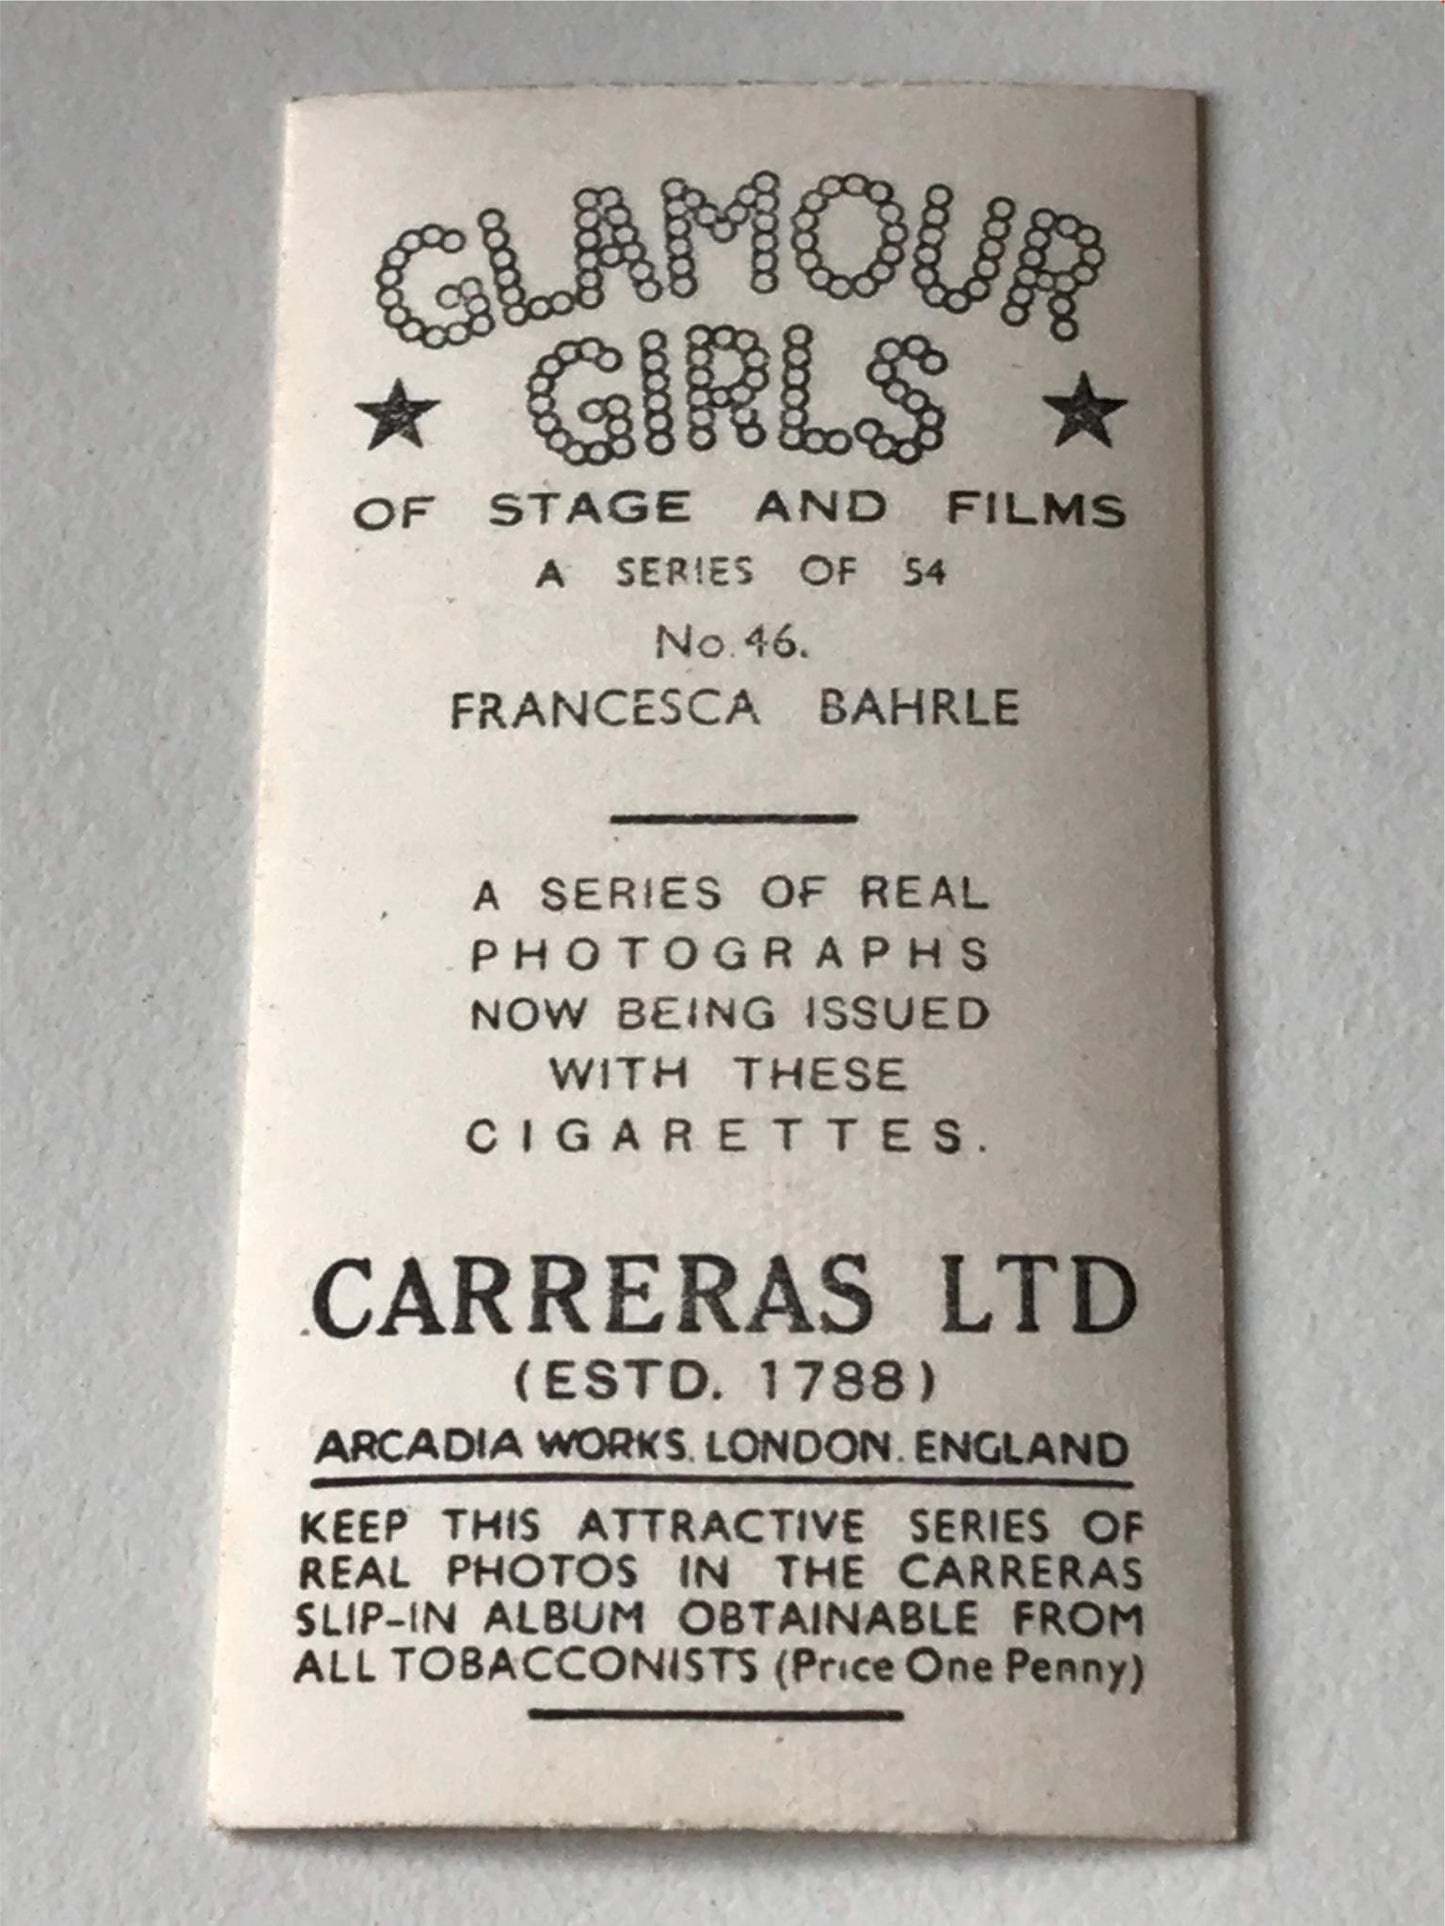 GLAMOUR
GIRLS
OF STAGE AND FILMS
A SERIES OF 54
No. 46.
FRANCESCA BAHRLE
A SERIES OF REAL
PHOTOGRAPHS
NOW BEING ISSUED
WITH THESE
CIGARETTES.
CARRERAS LTD
(ESTD. 1788)
ARCADIA WORKS. LONDON. ENGLAND
KEEP THIS ATTRACTIVE SERIES OF
REAL PHOTOS IN THE CARRERAS
SLIP-IN ALBUM OBTAINABLE FROM
ALL TOBACCONISTS (Price One Penny)